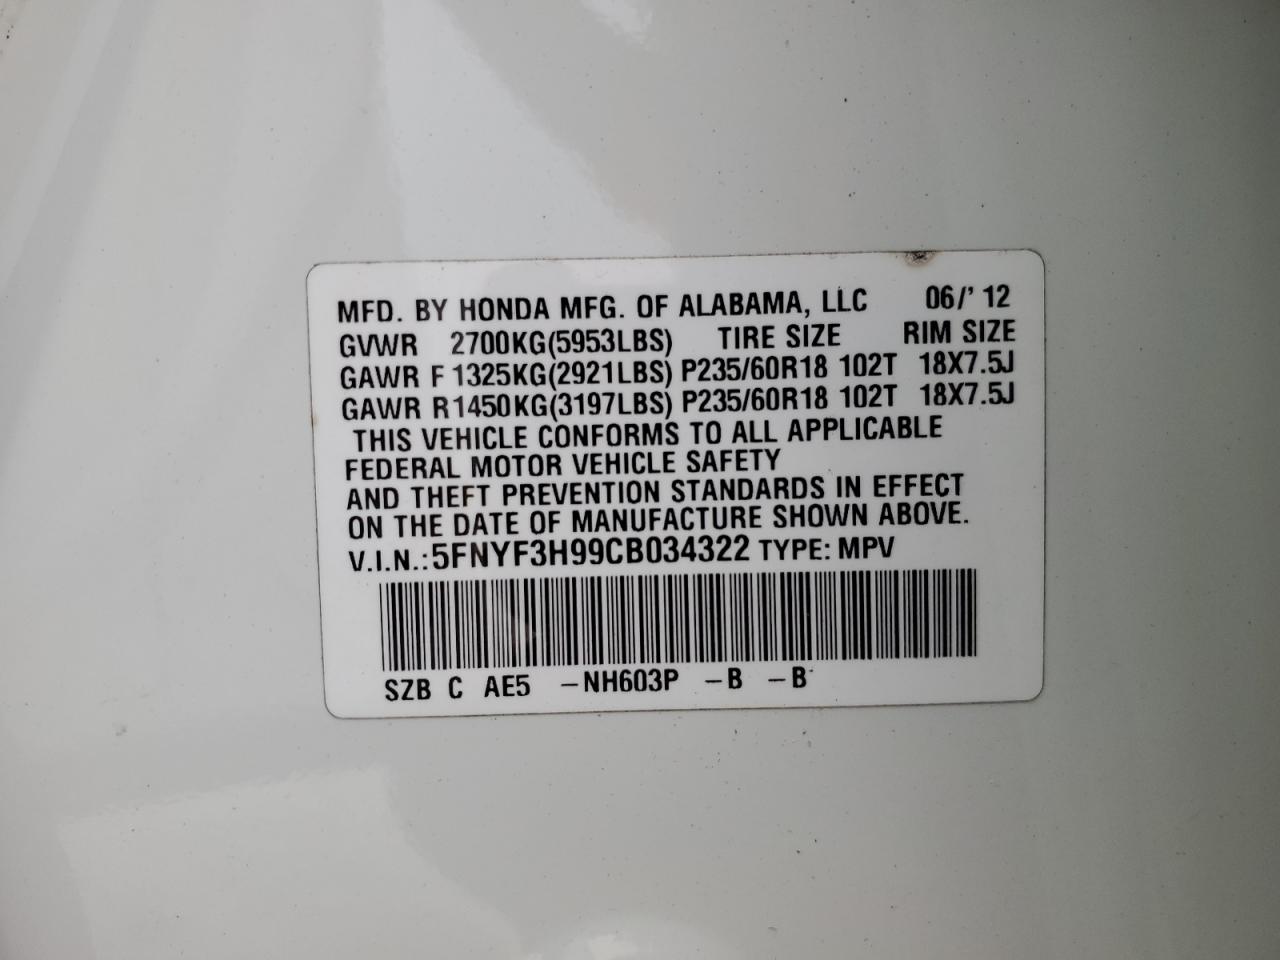 MFD. BY HONDA MFG. OF ALABAMA, LLC 06/' 12
GVWR 2700KG(5953LBS) TIRE SIZE RIM SIZE
GAWR F 1325KG(2921LBS) P235/60R18 102T 18X7.5J
GAWR R1450KG(3197LBS) P235/60R18 102T 18X7.5J
THIS VEHICLE CONFORMS TO ALL APPLICABLE
FEDERAL MOTOR VEHICLE SAFETY
AND THEFT PREVENTION STANDARDS IN EFFECT
ON THE DATE OF MANUFACTURE SHOWN ABOVE.
V.I.N.:5FNYF3H99CB034322 TYPE: MPV
SZB C AE5 –NH603P –B –B